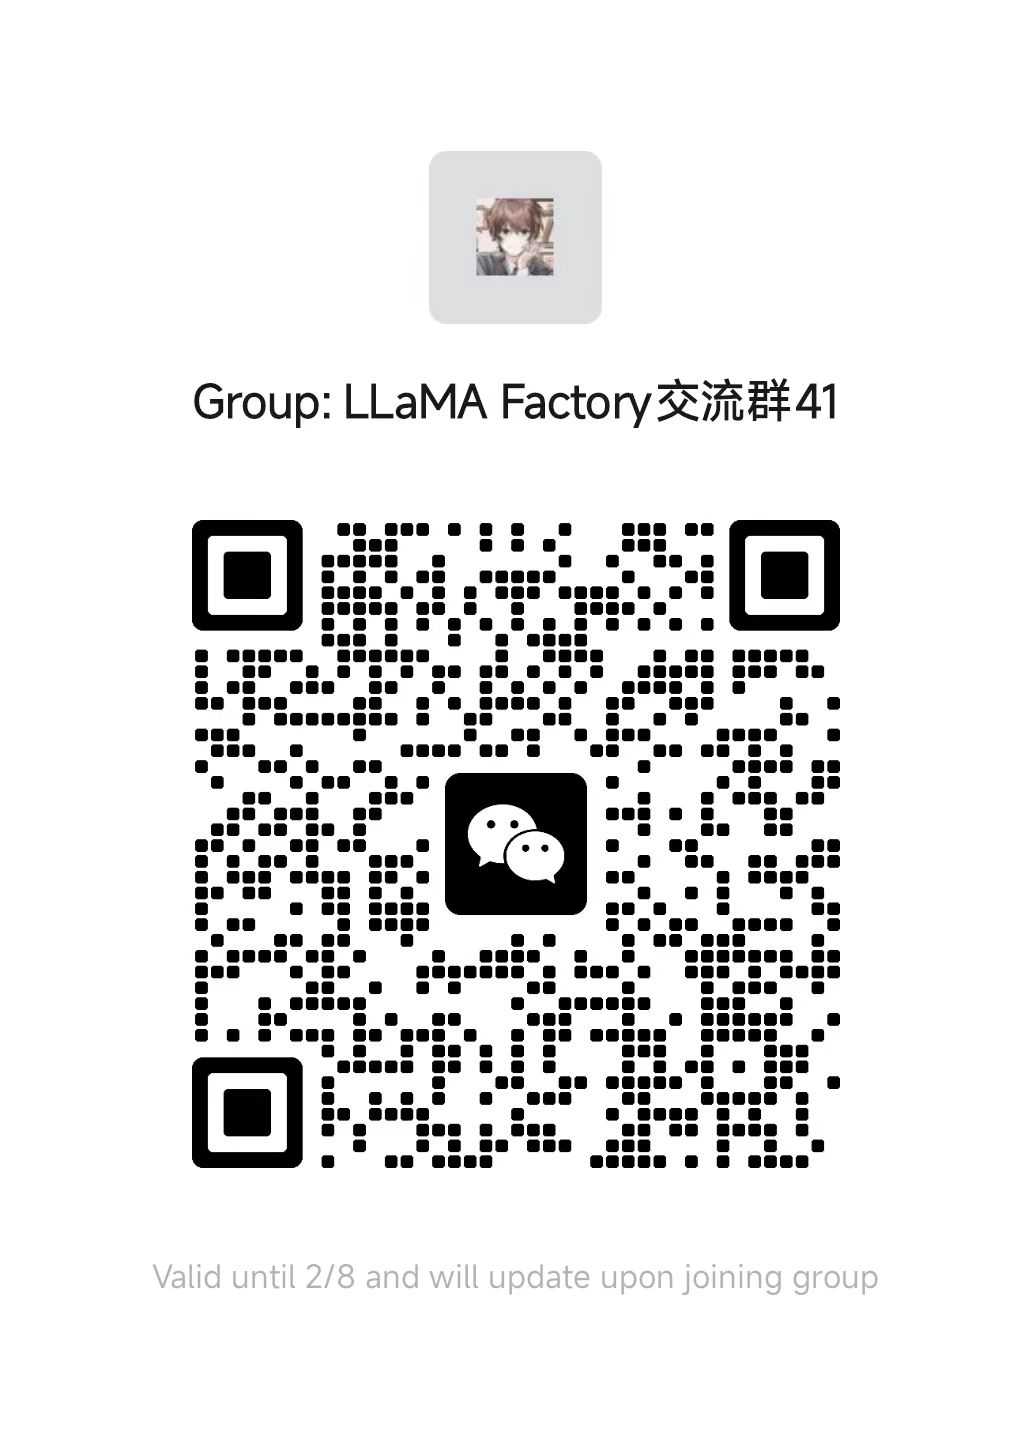 Group: LLaMA Factory交流群41
Valid until 2/8 and will update upon joining group